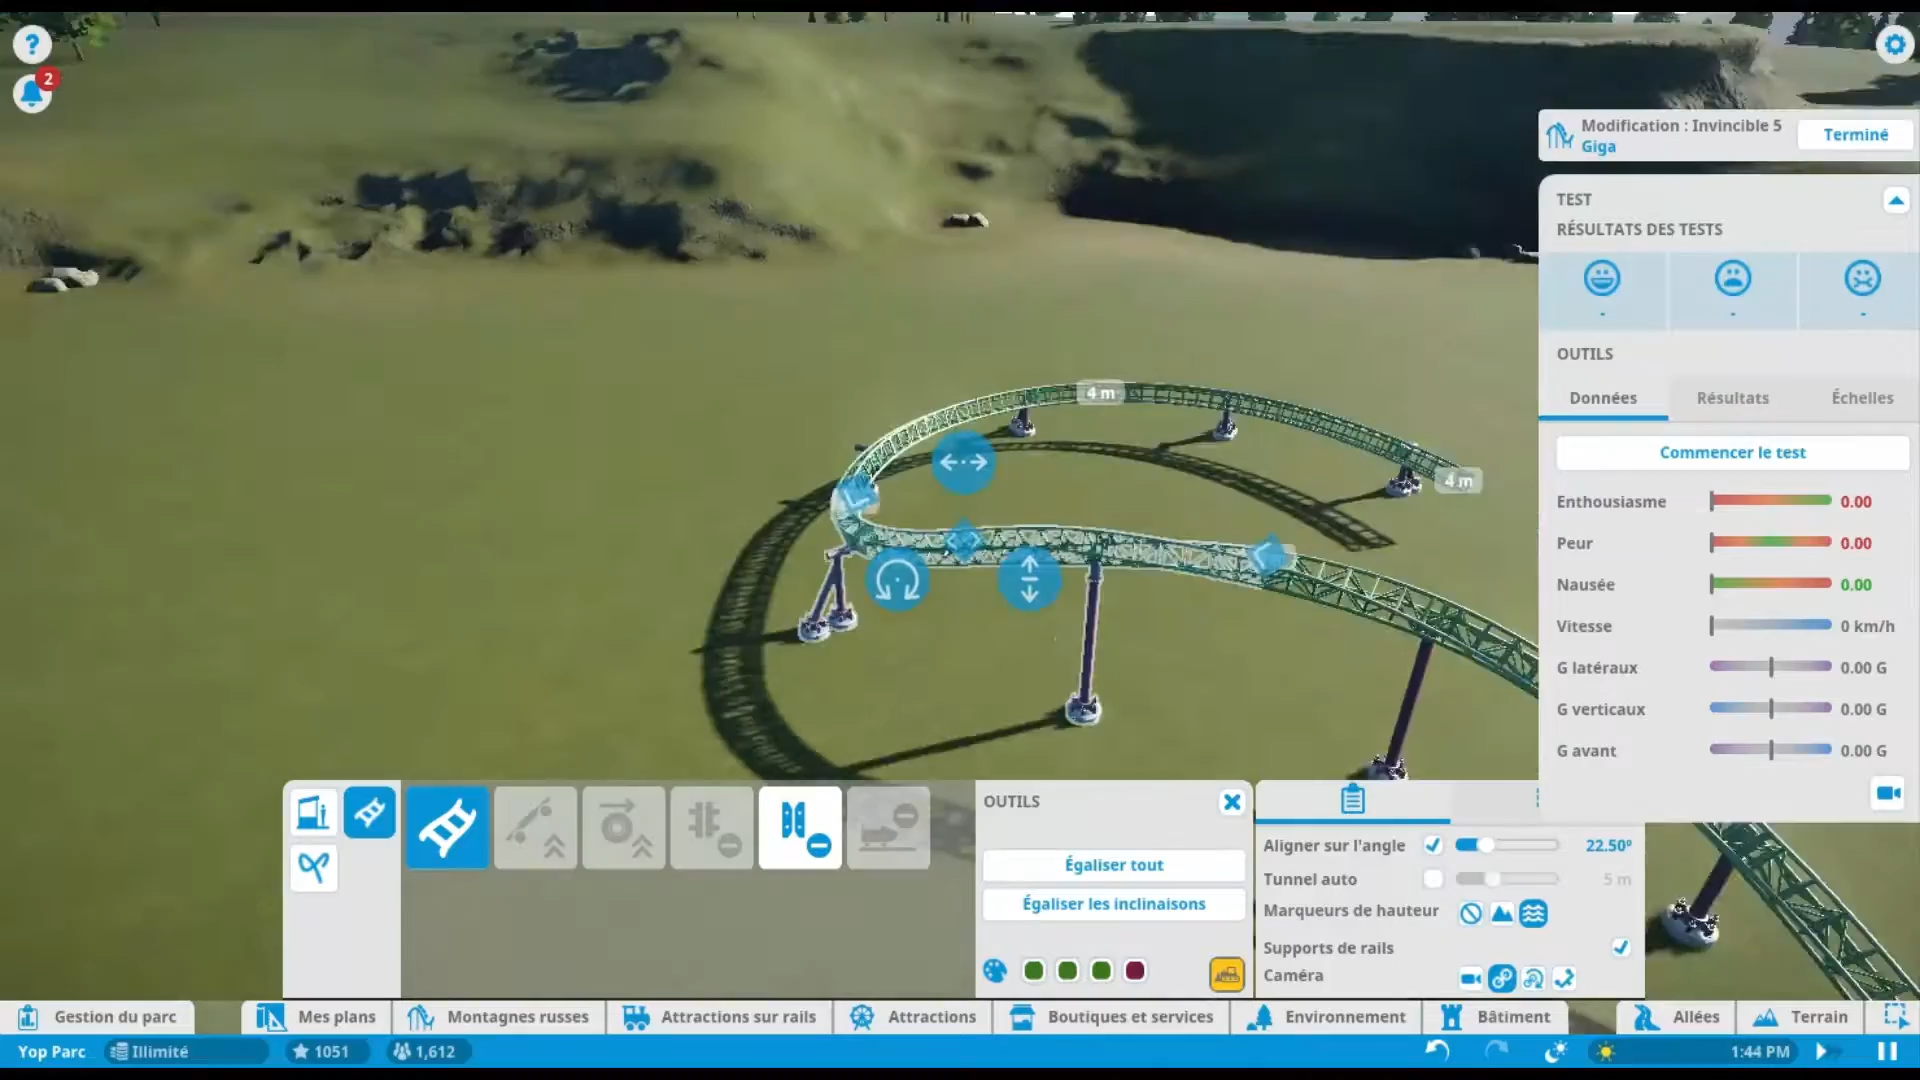 ?
2
Modification : Invincible 5
Giga
Terminé
TEST
RÉSULTATS DES TESTS
- - -
OUTILS
Données Résultats Échelles
Commencer le test
Enthousiasme 0.00
Peur 0.00
Nausée 0.00
Vitesse 0 km/h
G latéraux 0.00 G
G verticaux 0.00 G
G avant 0.00 G
4 m
4 m
OUTILS
Égaliser tout
Égaliser les inclinaisons
Aligner sur l'angle 22.50°
Tunnel auto 5 m
Marqueurs de hauteur
Supports de rails
Caméra
Gestion du parc Mes plans Montagnes russes Attractions sur rails Attractions Boutiques et services Environnement Bâtiment Allées Terrain
Yop Parc Illimité 1051 1,612 1:44 PM